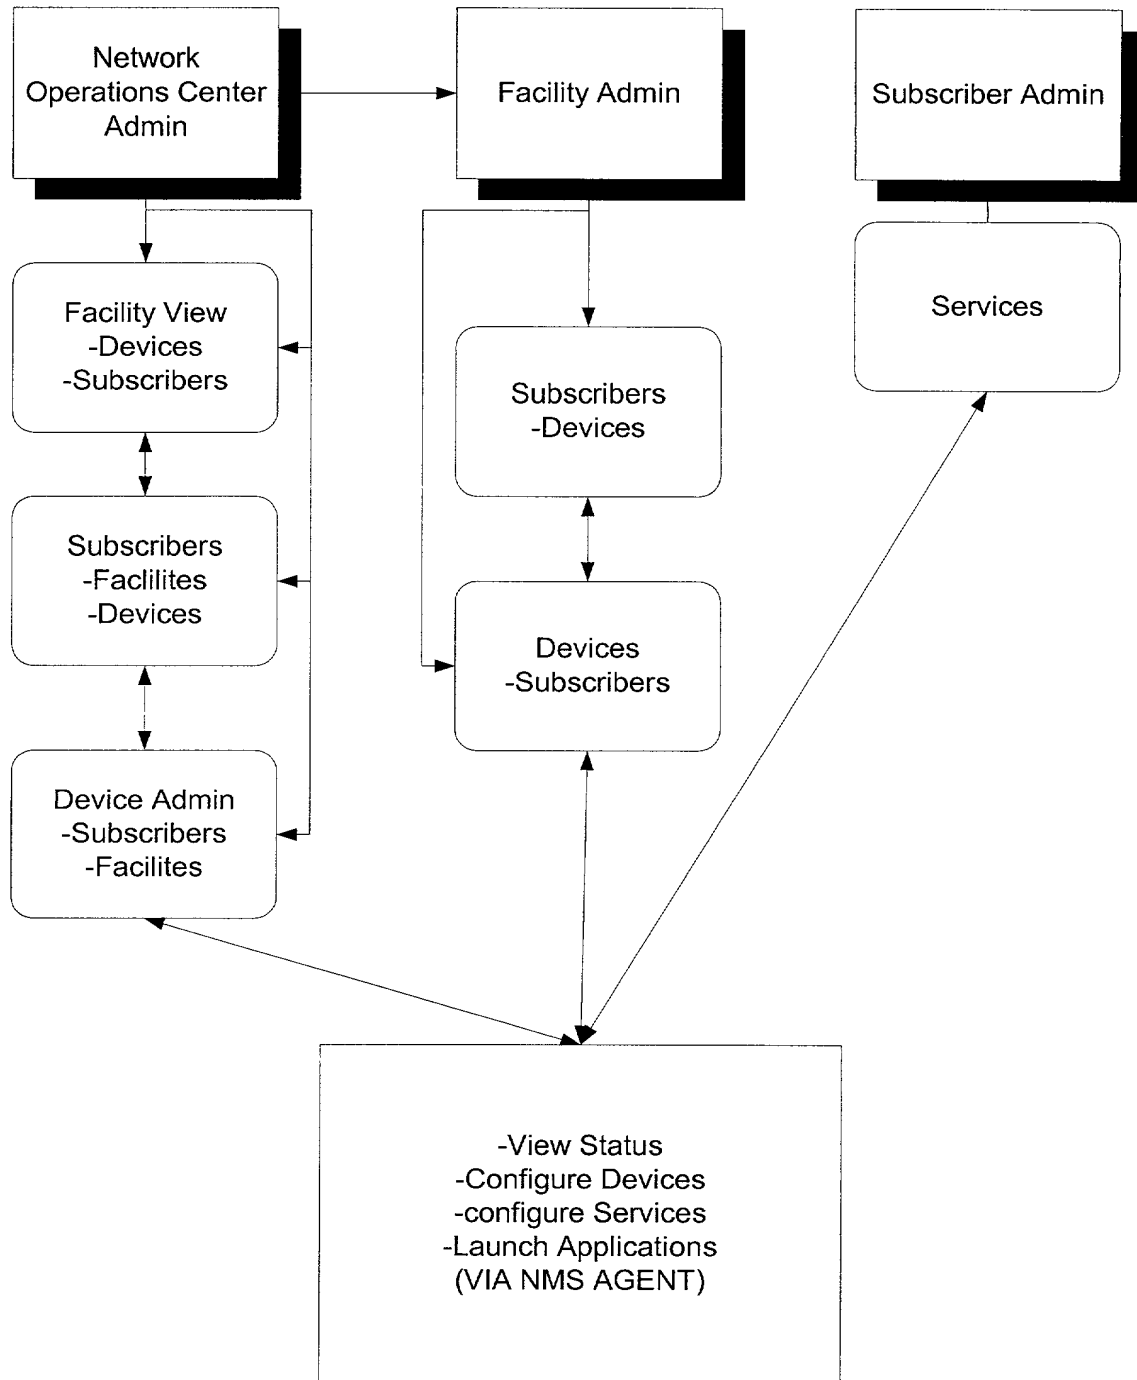 Network
Operations Center
Admin
Facility Admin
Subscriber Admin
Facility View
-Devices
-Subscribers
Services
Subscribers
-Devices
Subscribers
-Faclilites
-Devices
Devices
-Subscribers
Device Admin
-Subscribers
-Facilites
-View Status
-Configure Devices
-configure Services
-Launch Applications
(VIA NMS AGENT)